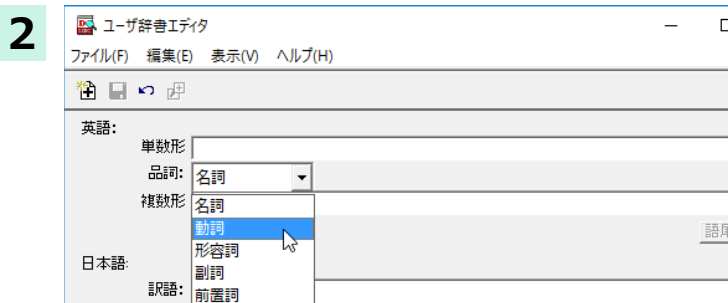 2
ユーザ辞書エディタ
ファイル(F) 編集(E) 表示(V) ヘルプ(H)
英語:
単数形
品詞: 名詞
複数形 名詞
動詞
形容詞
日本語:
副詞
訳語: 前置詞